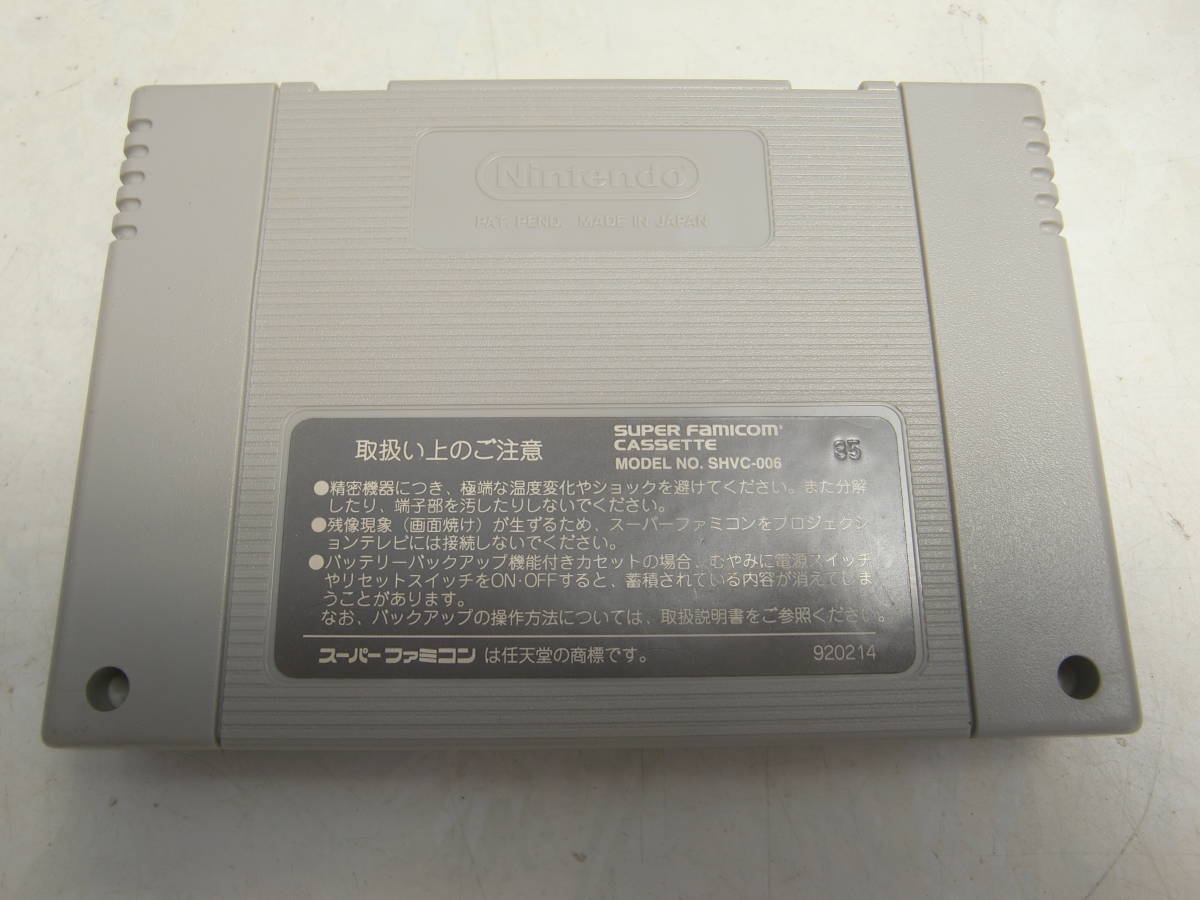 Nintendo
PAT. PEND. MADE IN JAPAN
取扱い上のご注意
SUPER FAMICOM
CASSETTE
MODEL NO. SHVC-006
35
●精密機器につき、極端な温度変化やショックを避けてください。また分解
したり、端子部を汚したりしないでください。
●残像現象（画面焼け）が生ずるため、スーパーファミコンをプロジェクシ
ョンテレビには接続しないでください。
●バッテリーバックアップ機能付きカセットの場合、むやみに電源スイッチ
やリセットスイッチをON・OFFすると、蓄積されている内容が消えてしま
うことがあります。
なお、バックアップの操作方法については、取扱説明書をご参照ください。
スーパーファミコン は任天堂の商標です。
920214